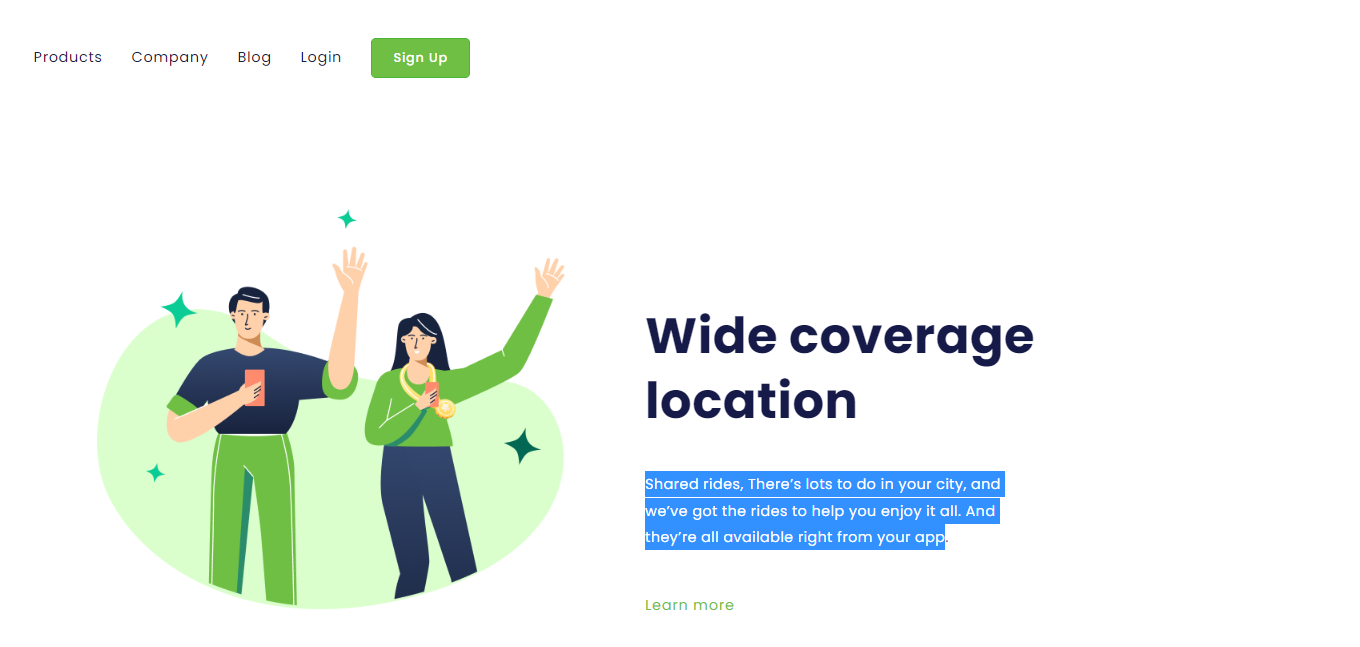 Products Company Blog Login Sign Up
Wide coverage
location
Shared rides, There’s lots to do in your city, and
we’ve got the rides to help you enjoy it all. And
they’re all available right from your app.
Learn more